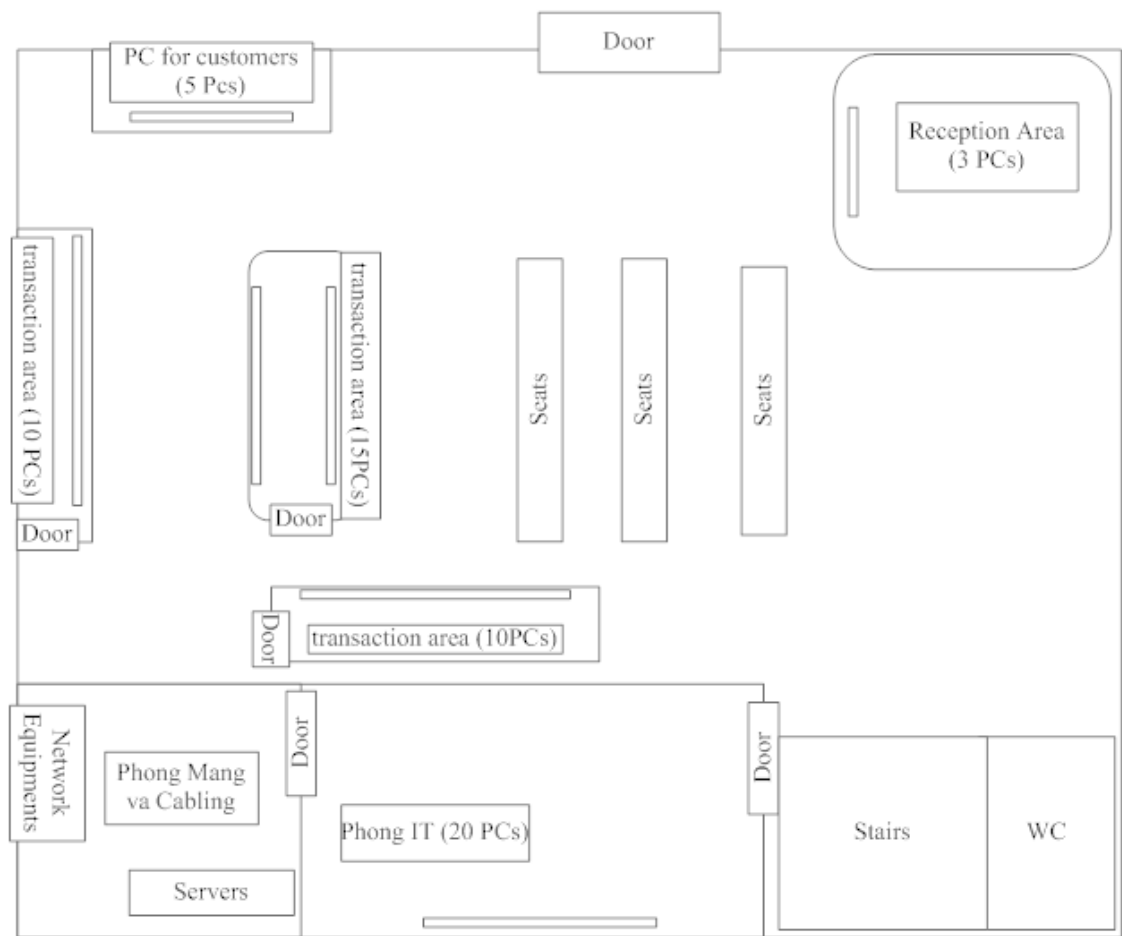 Door
PC for customers
(5 Pcs)
Reception Area
(3 PCs)
transaction area (10 PCs)
Door
transaction area (15PCs)
Door
Seats
Seats
Seats
Door
transaction area (10PCs)
Network
Equipments
Phong Mang
va Cabling
Servers
Door
Phong IT (20 PCs)
Door
Stairs
WC